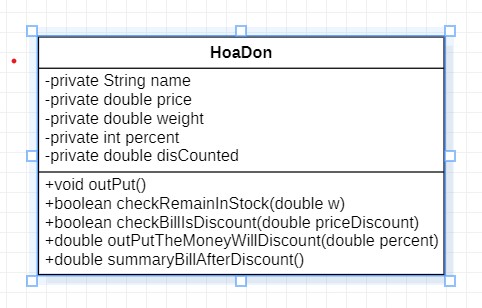 HoaDon
-private String name
-private double price
-private double weight
-private int percent
-private double disCounted
+void outPut()
+boolean checkRemainInStock(double w)
+boolean checkBillIsDiscount(double priceDiscount)
+double outPutTheMoneyWillDiscount(double percent)
+double summaryBillAfterDiscount()